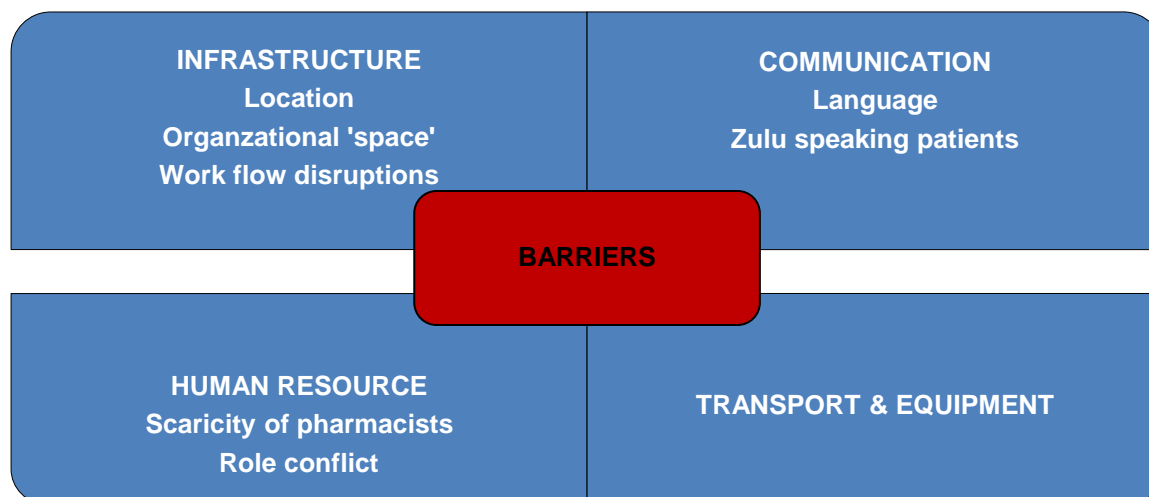 INFRASTRUCTURE
Location
Organzational 'space'
Work flow disruptions
COMMUNICATION
Language
Zulu speaking patients
BARRIERS
HUMAN RESOURCE
Scaricity of pharmacists
Role conflict
TRANSPORT & EQUIPMENT